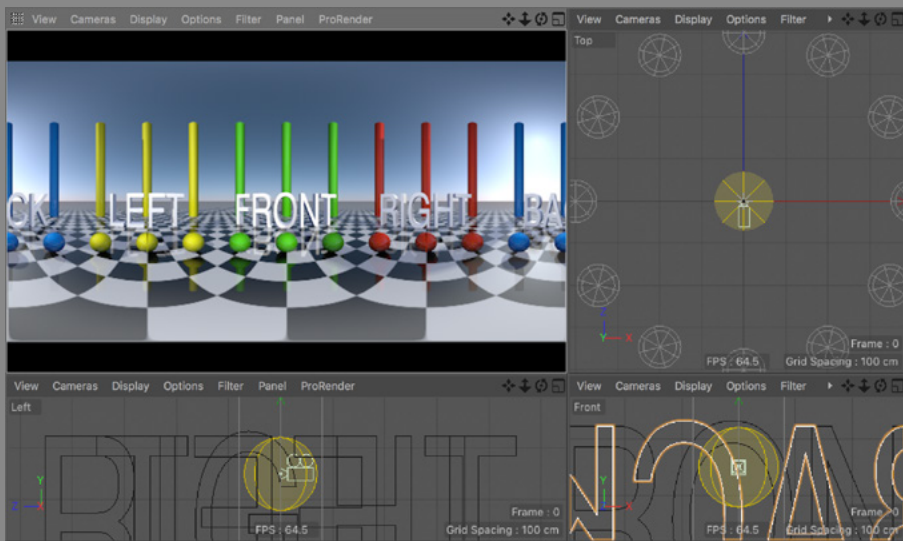 View Cameras Display Options Filter Panel ProRender
CK LEFT FRONT RIGHT BA
View Cameras Display Options Filter
Top
Z
Y X
Frame : 0
FPS : 64.5 Grid Spacing : 100 cm
View Cameras Display Options Filter Panel ProRender
Left
RIGHT
Y
Z
Frame : 0
FPS : 64.5 Grid Spacing : 100 cm
View Cameras Display Options Filter
Front
Y
X
Frame : 0
FPS : 64.5 Grid Spacing : 100 cm